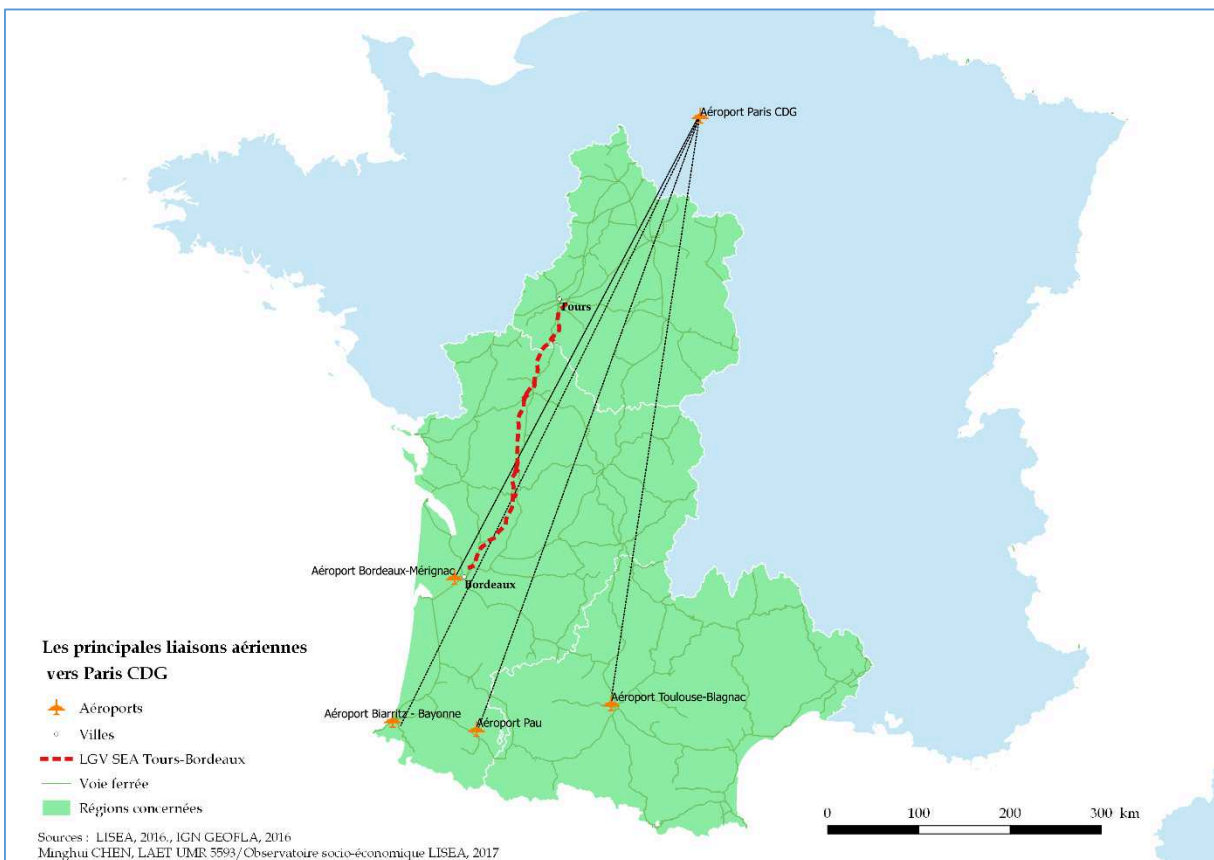 Aéroport Paris CDG
Tours
Aéroport Bordeaux-Mérignac
Bordeaux
Aéroport Toulouse-Blagnac
Aéroport Biarritz - Bayonne
Aéroport Pau
Les principales liaisons aériennes
vers Paris CDG
Aéroports
Villes
LGV SEA Tours-Bordeaux
Voie ferrée
Régions concernées
0 100 200 300 km
Sources : LISEA, 2016., IGN GEOFLA, 2016
Minghui CHEN, LAET UMR 5593/Observatoire socio-économique LISEA, 2017